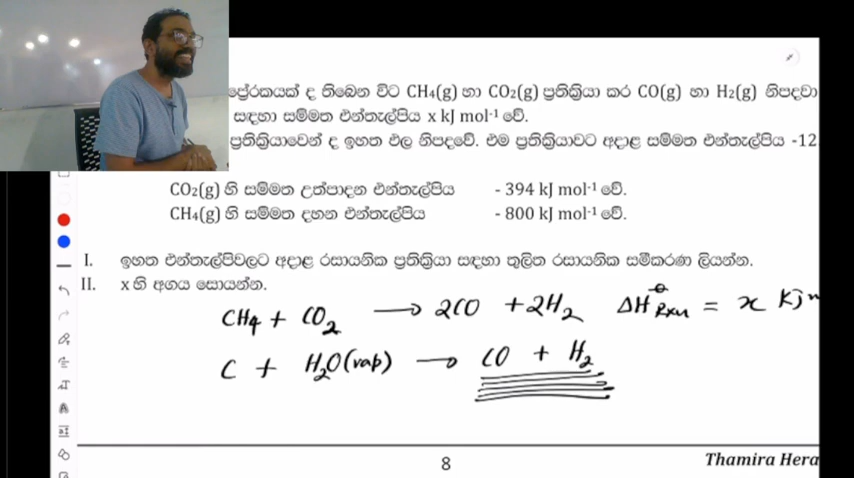 ප්‍රේරකයක් ද තිබෙන විට CH₄(g) හා CO₂(g) ප්‍රතික්‍රියා කර CO(g) හා H₂(g) නිපදවා
සඳහා සම්මත එන්තැල්පිය x kJ mol⁻¹ වේ.
ප්‍රතික්‍රියාවෙන් ද ඉහත ඵල නිපදවේ. එම ප්‍රතික්‍රියාවට අදාළ සම්මත එන්තැල්පිය -12
CO₂(g) හි සම්මත උත්පාදන එන්තැල්පිය - 394 kJ mol⁻¹ වේ.
CH₄(g) හි සම්මත දහන එන්තැල්පිය - 800 kJ mol⁻¹ වේ.
I. ඉහත එන්තැල්පිවලට අදාළ රසායනික ප්‍රතික්‍රියා සඳහා තුලිත රසායනික සමීකරණ ලියන්න.
II. x හි අගය සොයන්න.
CH₄ + CO₂ → 2CO + 2H₂ ΔH°Rxn = x kJ
C + H₂O(vap) → CO + H₂
8
Thamira Hera